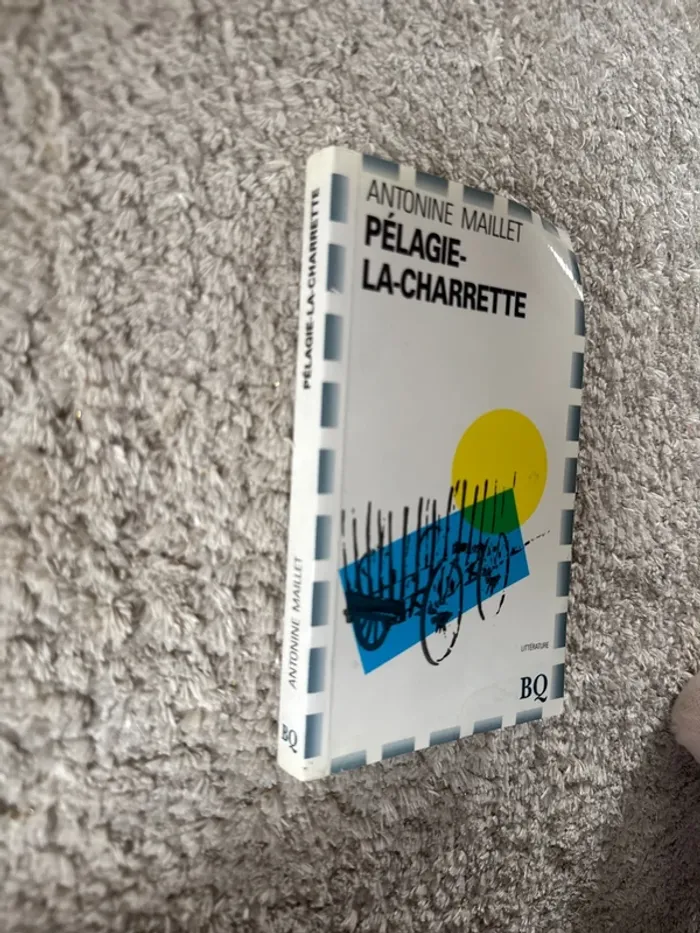 ANTONINE MAILLET
PÉLAGIE-
LA-CHARRETTE
LITTÉRATURE
BQ
PÉLAGIE-LA-CHARRETTE
ANTONINE MAILLET
BQ